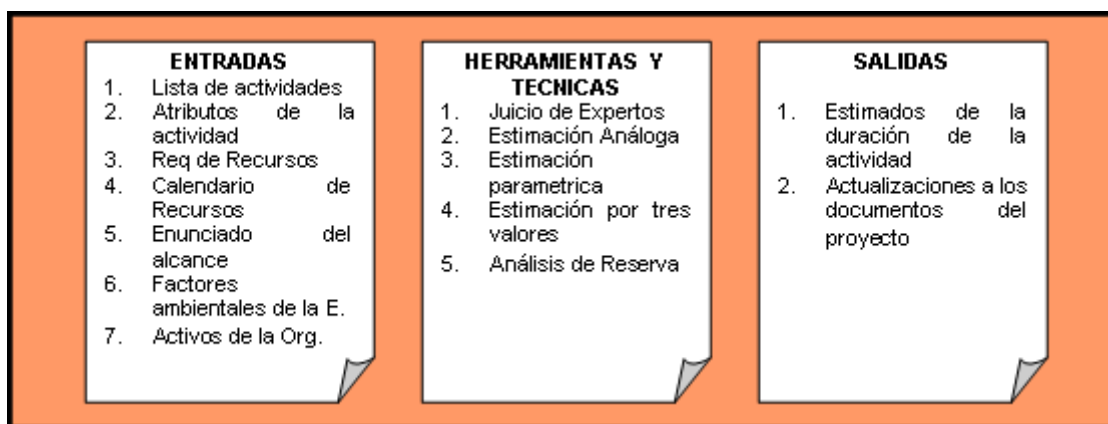 ENTRADAS
1. Lista de actividades
2. Atributos de la
actividad
3. Req de Recursos
4. Calendario de
Recursos
5. Enunciado del
alcance
6. Factores
ambientales de la E.
7. Activos de la Org.
HERRAMIENTAS Y
TECNICAS
1. Juicio de Expertos
2. Estimación Análoga
3. Estimación
parametrica
4. Estimación por tres
valores
5. Análisis de Reserva
SALIDAS
1. Estimados de la
duración de la
actividad
2. Actualizaciones a los
documentos del
proyecto